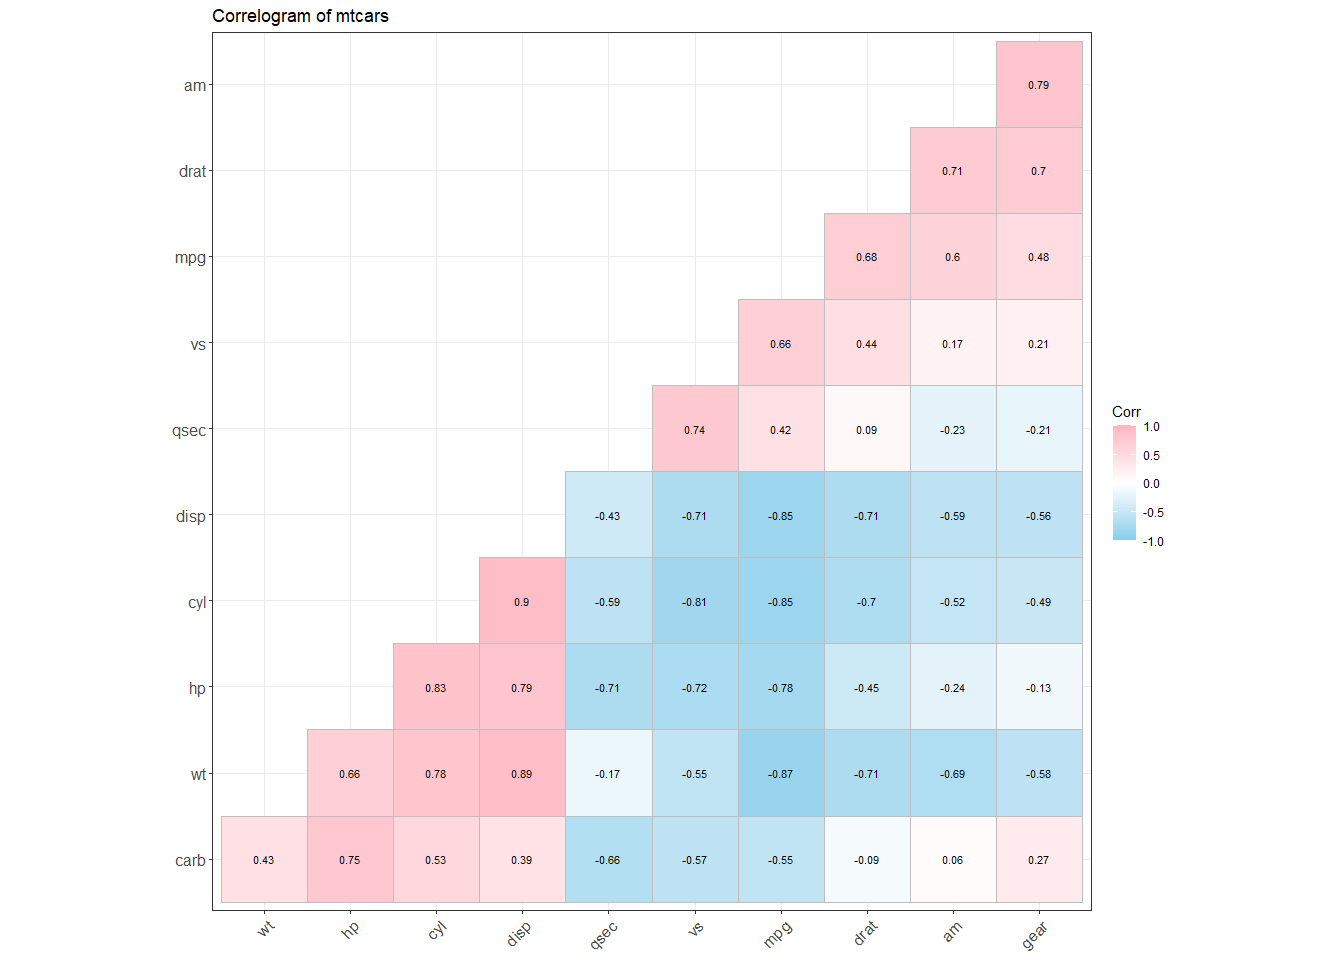 Correlogram of mtcars
am 0.79
drat 0.71 0.7
mpg 0.68 0.6 0.48
vs 0.66 0.44 0.17 0.21
qsec 0.74 0.42 0.09 -0.23 -0.21
disp -0.43 -0.71 -0.85 -0.71 -0.59 -0.56
cyl 0.9 -0.59 -0.81 -0.85 -0.7 -0.52 -0.49
hp 0.83 0.79 -0.71 -0.72 -0.78 -0.45 -0.24 -0.13
wt 0.66 0.78 0.89 -0.17 -0.55 -0.87 -0.71 -0.69 -0.58
carb 0.43 0.75 0.53 0.39 -0.66 -0.57 -0.55 -0.09 0.06 0.27
wt hp cyl disp qsec vs mpg drat am gear
Corr
1.0
0.5
0.0
-0.5
-1.0